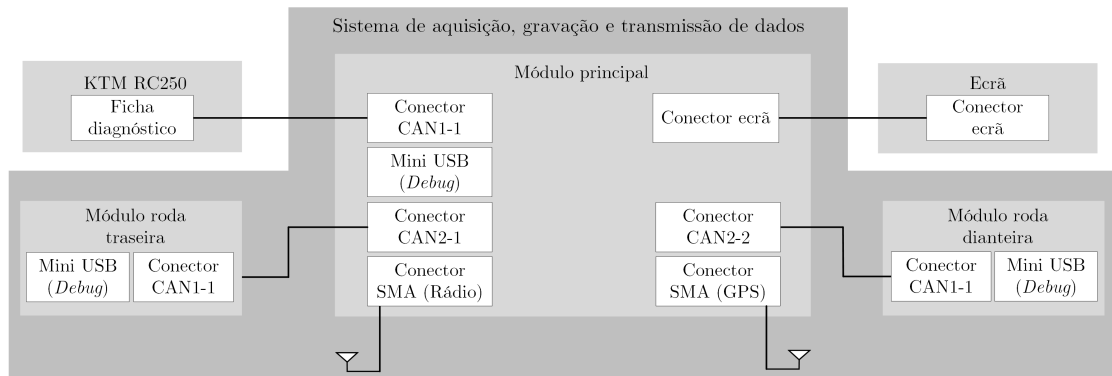 Sistema de aquisição, gravação e transmissão de dados
KTM RC250
Ficha
diagnóstico
Módulo principal
Conector
CAN1-1
Mini USB
(Debug)
Conector
CAN2-1
Conector
SMA (Rádio)
Conector ecrã
Conector
CAN2-2
Conector
SMA (GPS)
Ecrã
Conector
ecrã
Módulo roda
traseira
Mini USB
(Debug)
Conector
CAN1-1
Módulo roda
dianteira
Conector
CAN1-1
Mini USB
(Debug)